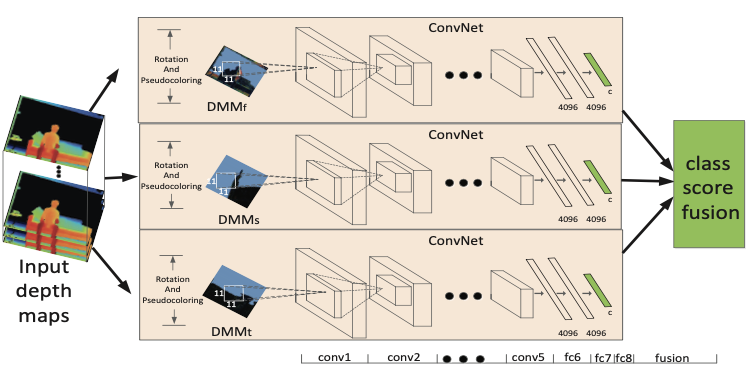 ConvNet
Rotation
And
Pseudocoloring
11
11
DMMf
4096
4096
c
ConvNet
Rotation
And
Pseudocoloring
11
11
DMMs
4096
4096
c
ConvNet
Rotation
And
Pseudocoloring
11
11
DMMt
4096
4096
c
Input
depth
maps
class
score
fusion
conv1
conv2
conv5
fc6
fc7
fc8
fusion